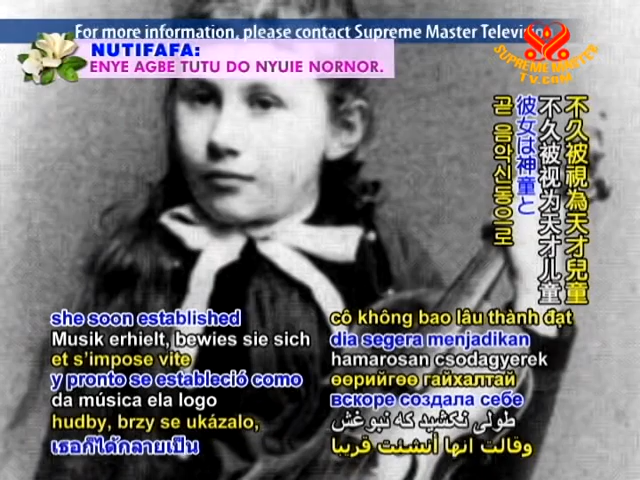 For more information, please contact Supreme Master Television
NUTIFAFA:
ENYE AGBE TUTU DO NYUIE NORNOR.
SUPREME MASTER
TV.COM
不久被視為天才兒童
不久被视为天才儿童
彼女は神童と
곧 음악신동으로
she soon established
Musik erhielt, bewies sie sich
et s'impose vite
y pronto se estableció como
da música ela logo
hudby, brzy se ukázalo,
เธอก็ได้กลายเป็น
cô không bao lâu thành đạt
dia segera menjadikan
hamarosan csodagyerek
өөрийгөө гайхалтай
вскоре создала себе
طولی نکشید که نبوغش
وقالت انها أنشئت قريبا